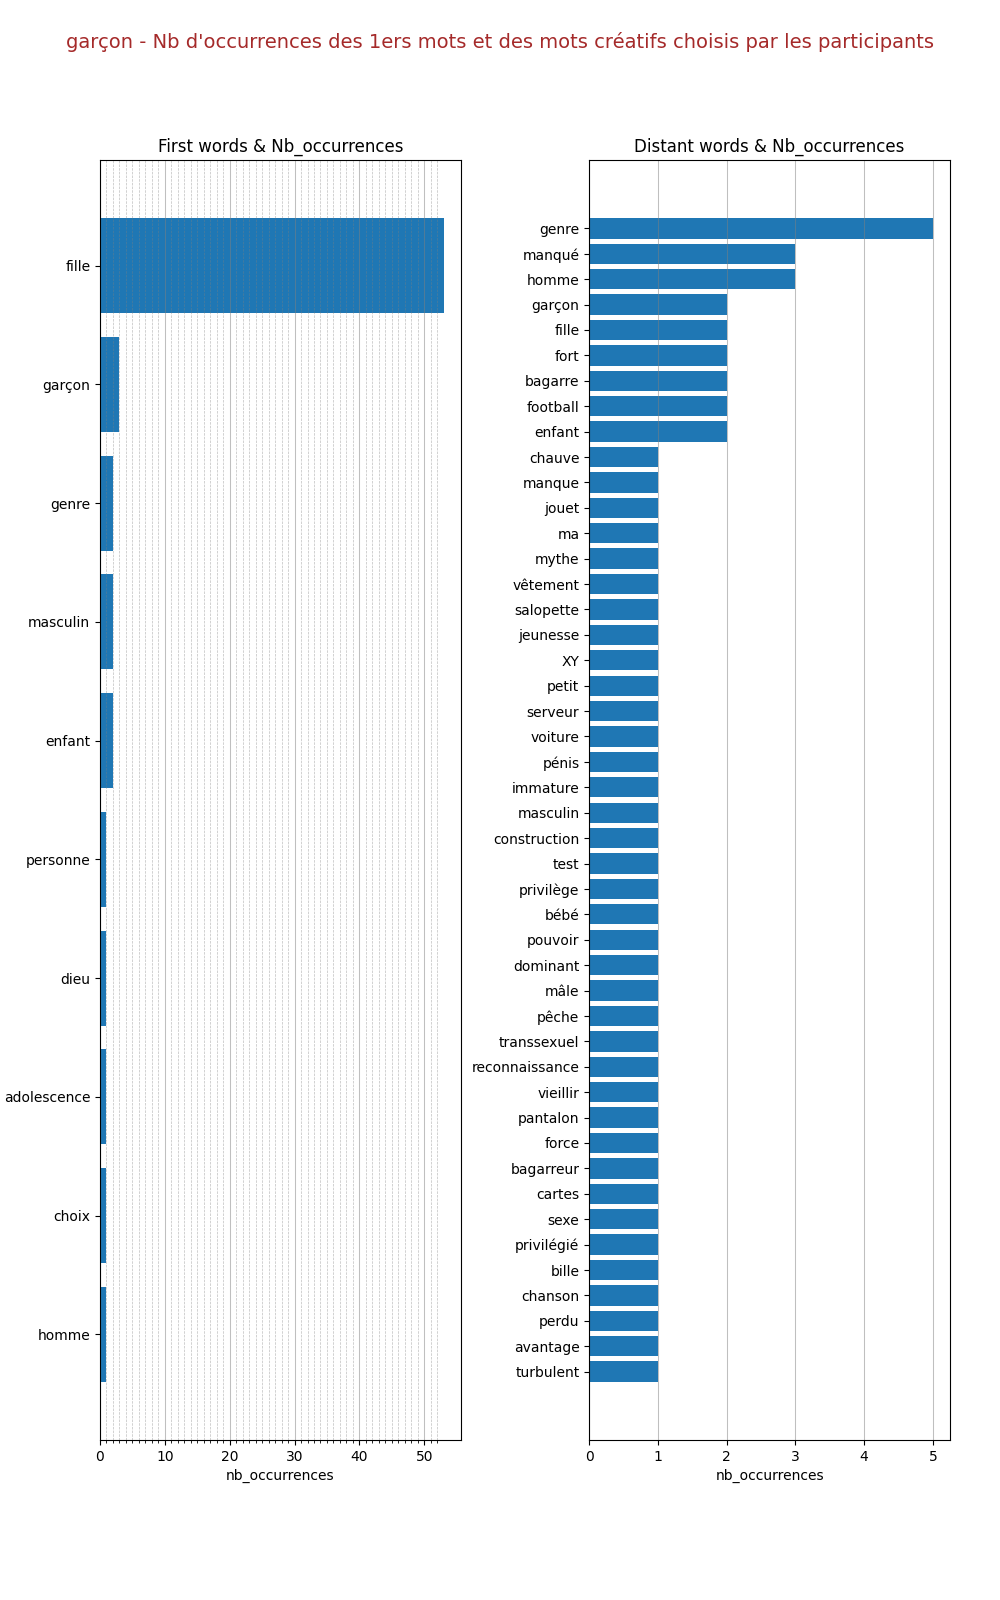 garçon - Nb d'occurrences des 1ers mots et des mots créatifs choisis par les participants
First words & Nb_occurrences
fille
garçon
genre
masculin
enfant
personne
dieu
adolescence
choix
homme
0 10 20 30 40 50
nb_occurrences
Distant words & Nb_occurrences
genre
manqué
homme
garçon
fille
fort
bagarre
football
enfant
chauve
manque
jouet
ma
mythe
vêtement
salopette
jeunesse
XY
petit
serveur
voiture
pénis
immature
masculin
construction
test
privilège
bébé
pouvoir
dominant
mâle
pêche
transsexuel
reconnaissance
vieillir
pantalon
force
bagarreur
cartes
sexe
privilégié
bille
chanson
perdu
avantage
turbulent
0 1 2 3 4 5
nb_occurrences